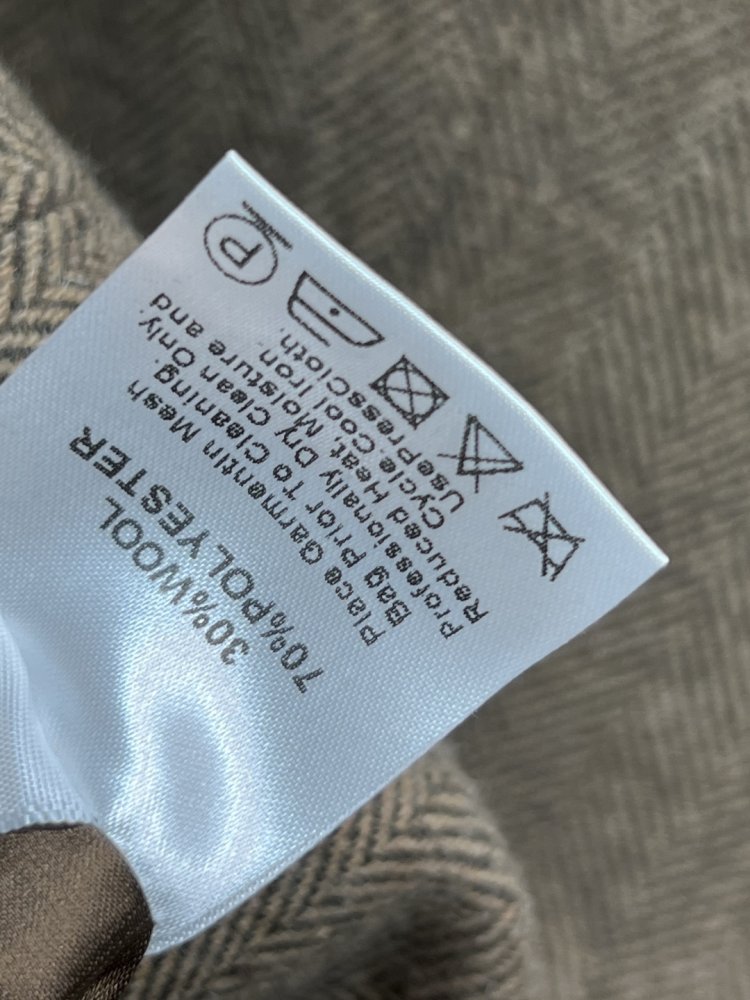 30%WOOL
70%POLYESTER
Place Garmentin Mesh
Bag prior To Cleaning.
Professionally Dry Clean Only.
Reduced Heat, Moisture and
Cycle.Cool Iron
UsePressCloth.
P